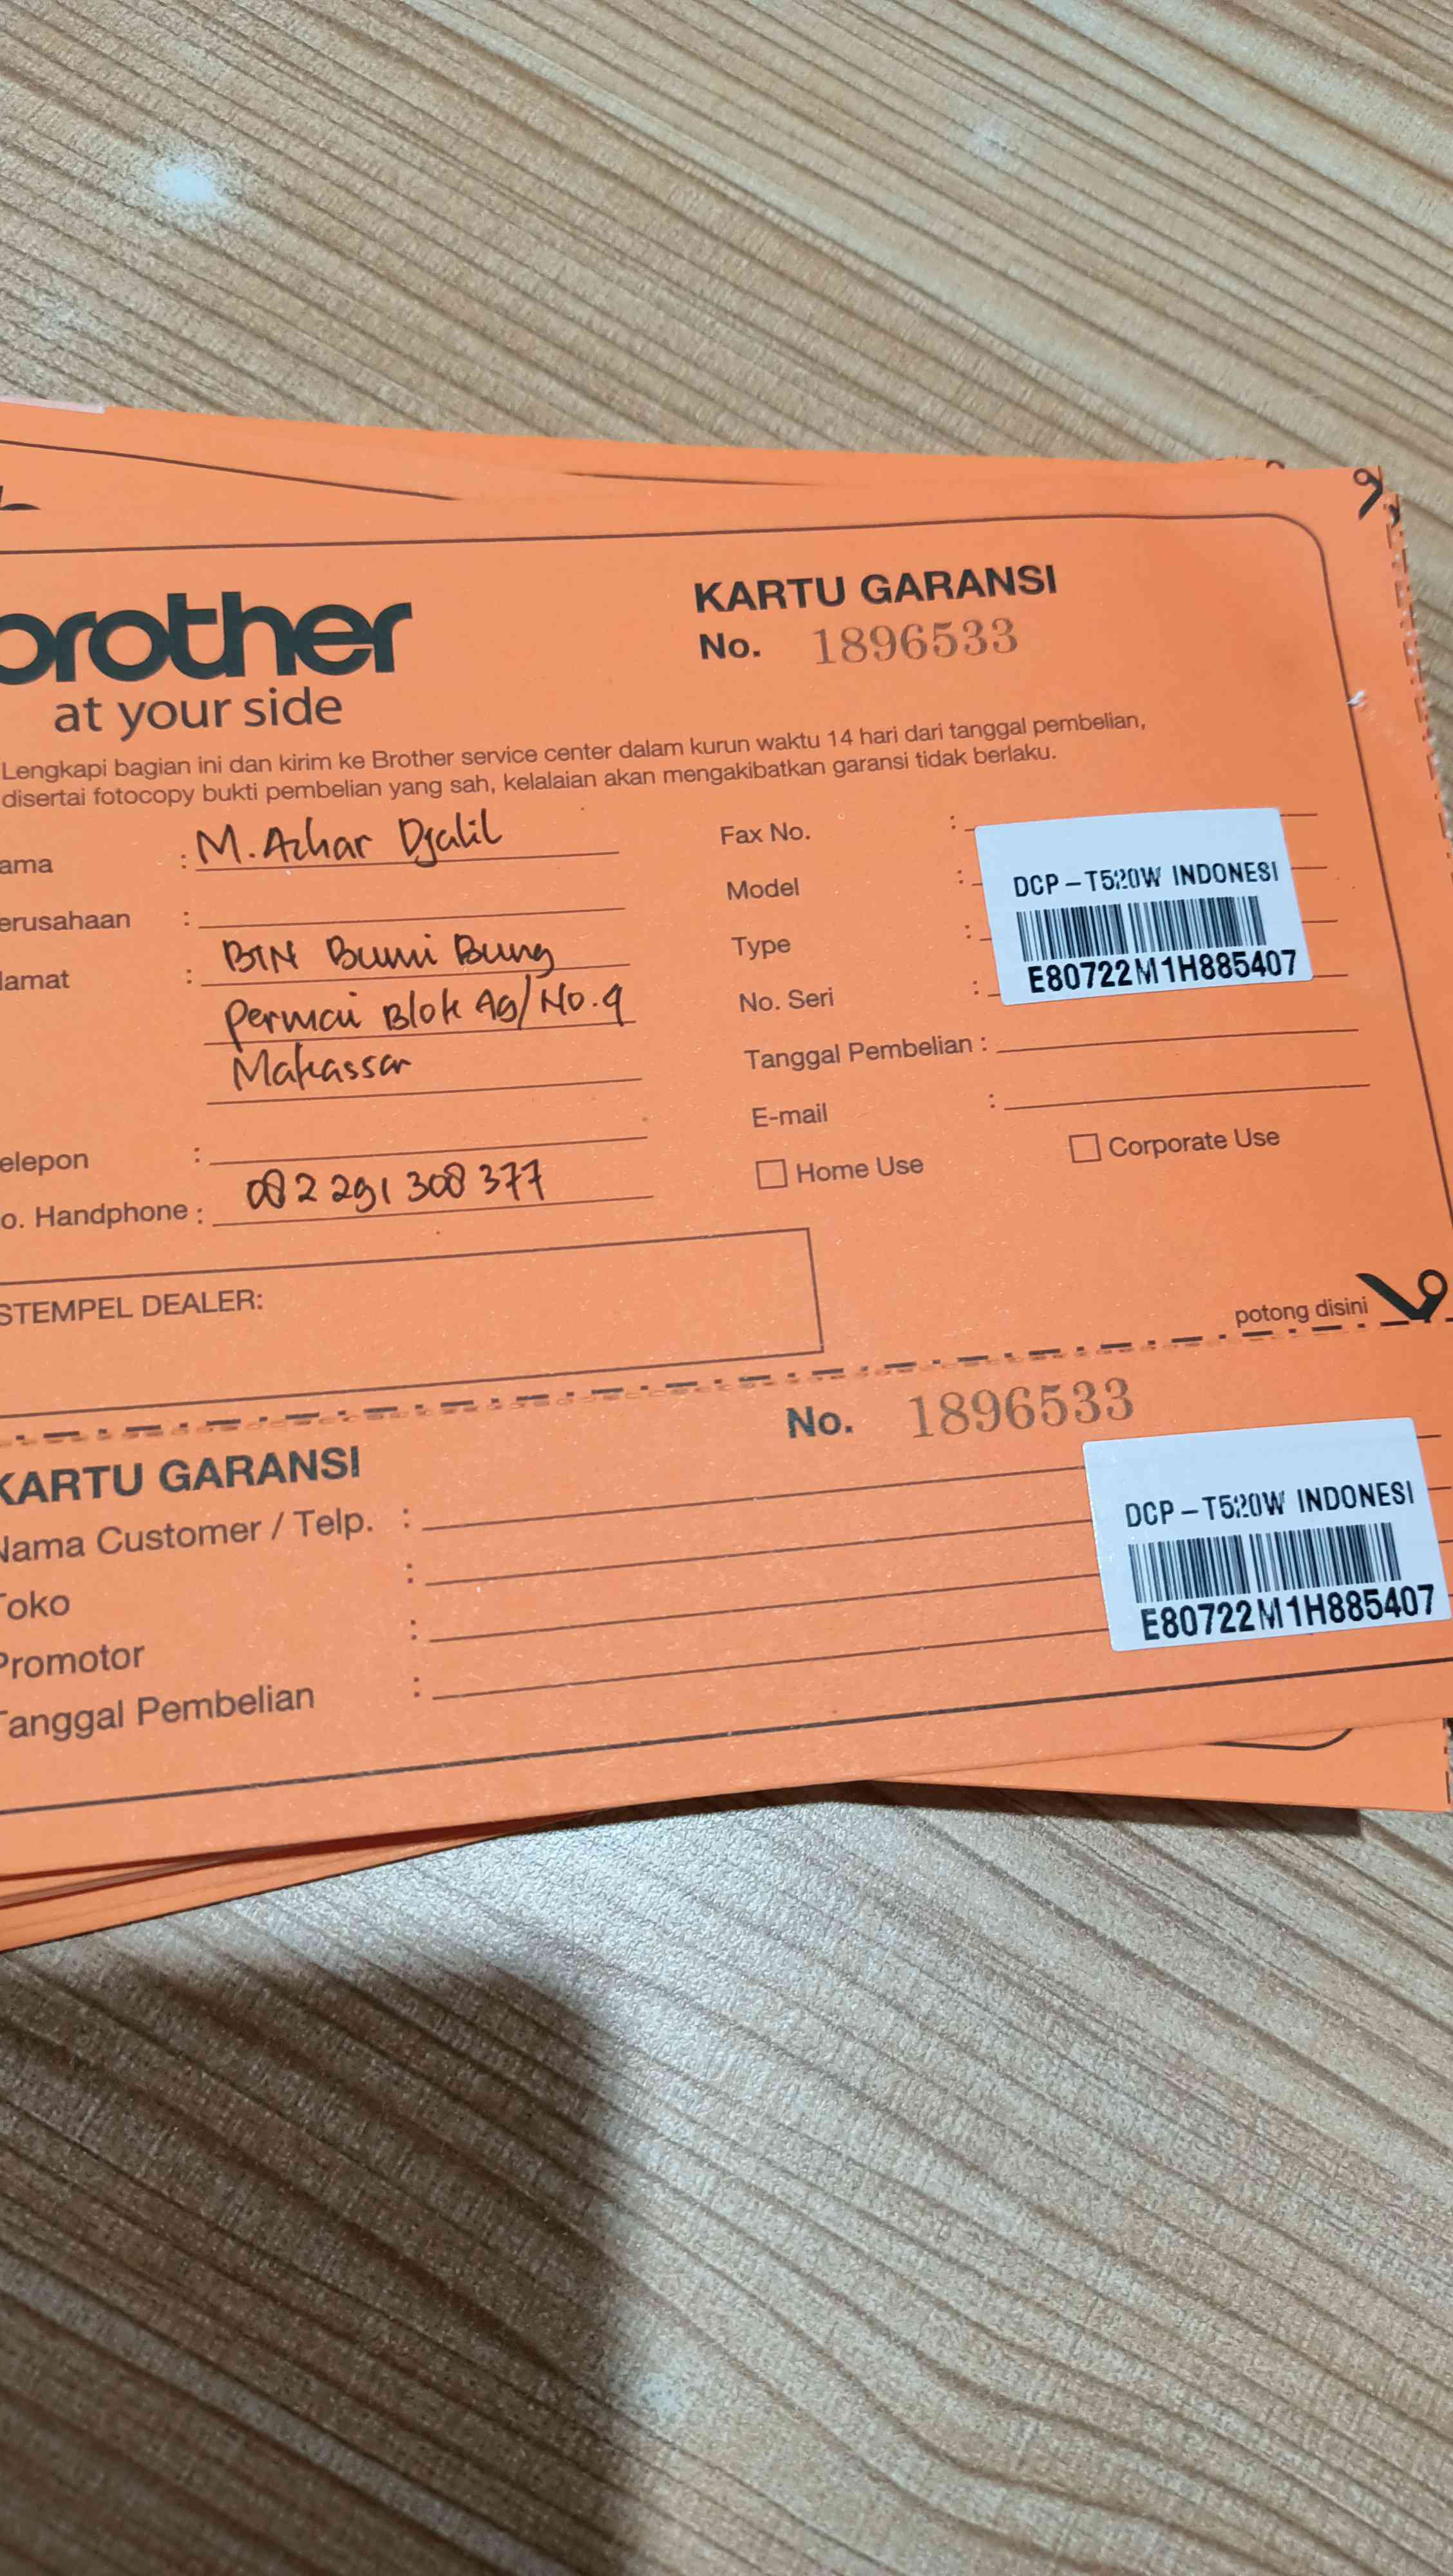 brother
at your side
KARTU GARANSI
No. 1896533
Lengkapi bagian ini dan kirim ke Brother service center dalam kurun waktu 14 hari dari tanggal pembelian,
disertai fotocopy bukti pembelian yang sah, kelalaian akan mengakibatkan garansi tidak berlaku.
ama : M. Azhar Djalil
erusahaan :
lamat : BTN Bumi Bung
Permai Blok A9/No.9
Makassar
elepon :
o. Handphone : 082 291 308 377
Fax No. :
Model :
Type :
No. Seri :
DCP-T520W INDONESI
E80722M1H885407
Tanggal Pembelian :
E-mail :
Home Use
Corporate Use
STEMPEL DEALER:
potong disini
KARTU GARANSI
No. 1896533
Nama Customer / Telp. :
Toko :
Promotor :
Tanggal Pembelian :
DCP-T520W INDONESI
E80722M1H885407